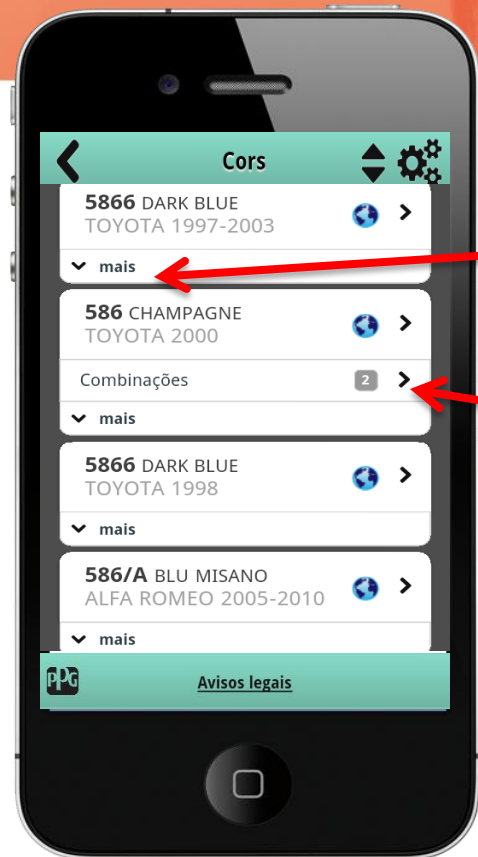 Cors
5866 DARK BLUE
TOYOTA 1997-2003
mais
586 CHAMPAGNE
TOYOTA 2000
Combinações 2
mais
5866 DARK BLUE
TOYOTA 1998
mais
586/A BLU MISANO
ALFA ROMEO 2005-2010
mais
PPG Avisos legais